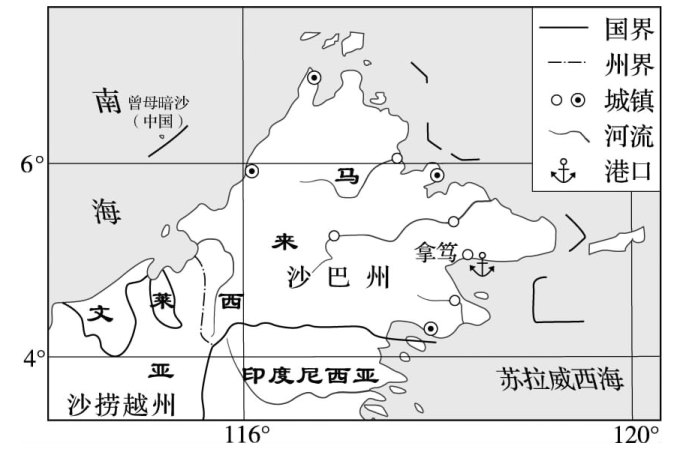 国界
州界
城镇
河流
港口
南
曾母暗沙
（中国）
海
6°
马
来
西
亚
拿笃
沙巴州
文
莱
4°
印度尼西亚
沙捞越州
苏拉威西海
116°
120°